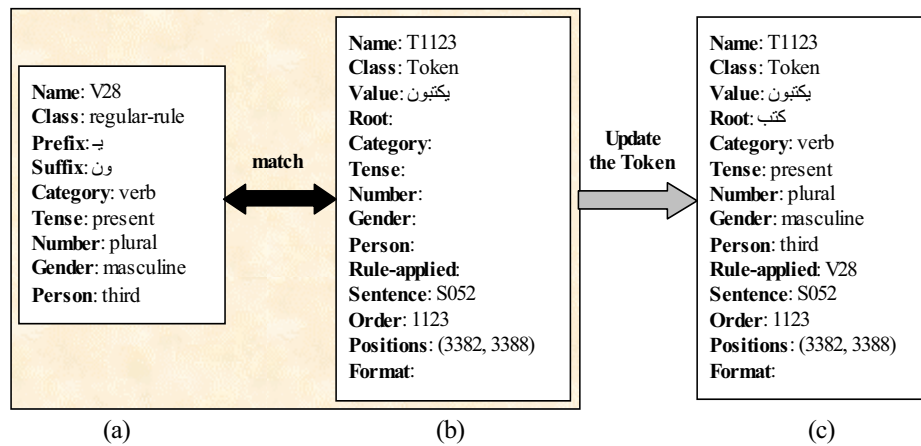 Name: V28
Class: regular-rule
Prefix: يـ
Suffix: ون
Category: verb
Tense: present
Number: plural
Gender: masculine
Person: third
match
Name: T1123
Class: Token
Value: يكتبون
Root:
Category:
Tense:
Number:
Gender:
Person:
Rule-applied:
Sentence: S052
Order: 1123
Positions: (3382, 3388)
Format:
Update
the Token
Name: T1123
Class: Token
Value: يكتبون
Root: كتب
Category: verb
Tense: present
Number: plural
Gender: masculine
Person: third
Rule-applied: V28
Sentence: S052
Order: 1123
Positions: (3382, 3388)
Format:
(a)
(b)
(c)